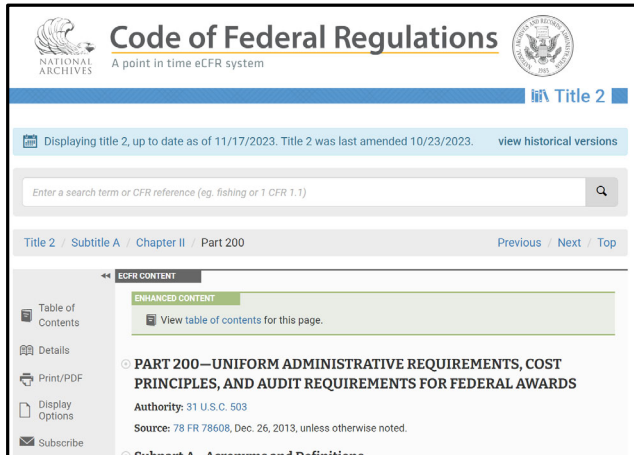 NATIONAL
ARCHIVES
Code of Federal Regulations
A point in time eCFR system
Title 2
Displaying title 2, up to date as of 11/17/2023. Title 2 was last amended 10/23/2023.
view historical versions
Enter a search term or CFR reference (eg. fishing or 1 CFR 1.1)
Title 2 / Subtitle A / Chapter II / Part 200
Previous / Next / Top
ECFR CONTENT
Table of
Contents
Details
Print/PDF
Display
Options
Subscribe
ENHANCED CONTENT
View table of contents for this page.
PART 200—UNIFORM ADMINISTRATIVE REQUIREMENTS, COST
PRINCIPLES, AND AUDIT REQUIREMENTS FOR FEDERAL AWARDS
Authority: 31 U.S.C. 503
Source: 78 FR 78608, Dec. 26, 2013, unless otherwise noted.
Subpart A—Acronyms and Definitions